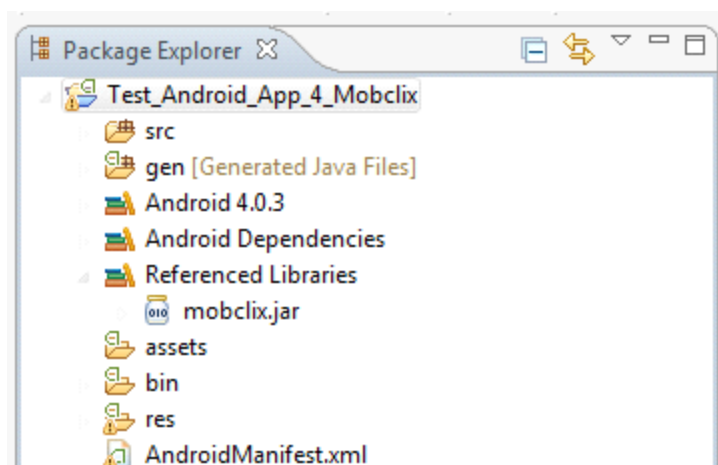 Package Explorer
Test_Android_App_4_Mobclix
src
gen [Generated Java Files]
Android 4.0.3
Android Dependencies
Referenced Libraries
010 mobclix.jar
assets
bin
res
AndroidManifest.xml